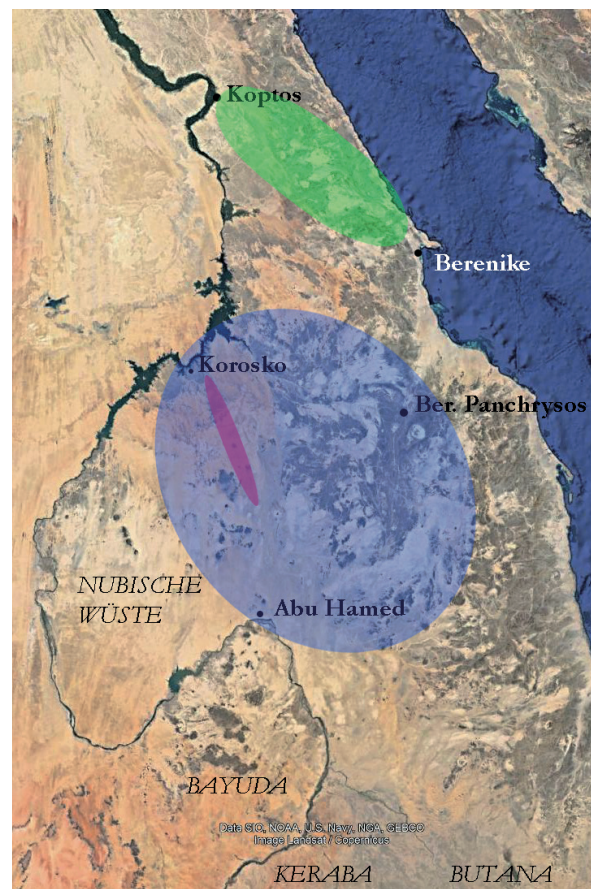 Koptos
Berenike
Korosko
Ber. Panchrysos
NUBISCHE
WÜSTE
Abu Hamed
BAYUDA
Data SIO, NOAA, U.S. Navy, NGA, GEBCO
Image Landsat / Copernicus
KERABA
BUTANA